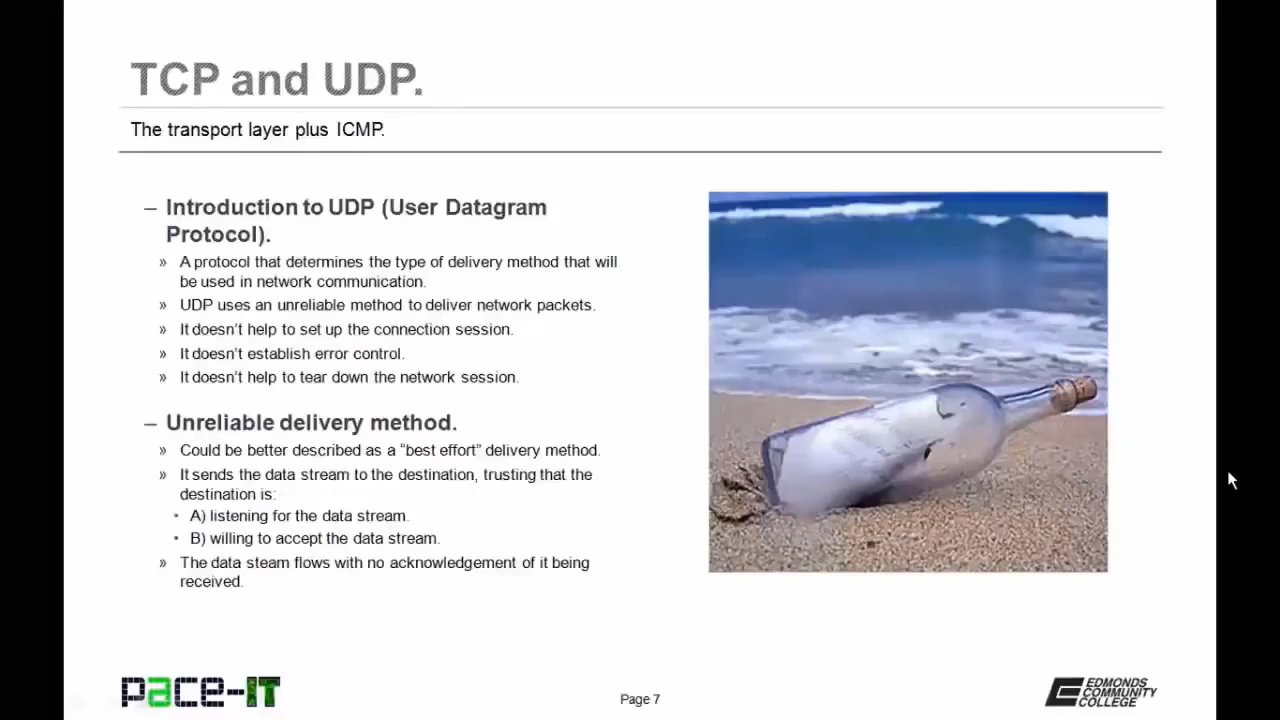 TCP and UDP.
The transport layer plus ICMP.
– Introduction to UDP (User Datagram
Protocol).
» A protocol that determines the type of delivery method that will
be used in network communication.
» UDP uses an unreliable method to deliver network packets.
» It doesn't help to set up the connection session.
» It doesn't establish error control.
» It doesn't help to tear down the network session.
– Unreliable delivery method.
» Could be better described as a “best effort” delivery method.
» It sends the data stream to the destination, trusting that the
destination is:
• A) listening for the data stream.
• B) willing to accept the data stream.
» The data steam flows with no acknowledgement of it being
received.
pace-IT
Page 7
EDMONDS
COMMUNITY
COLLEGE